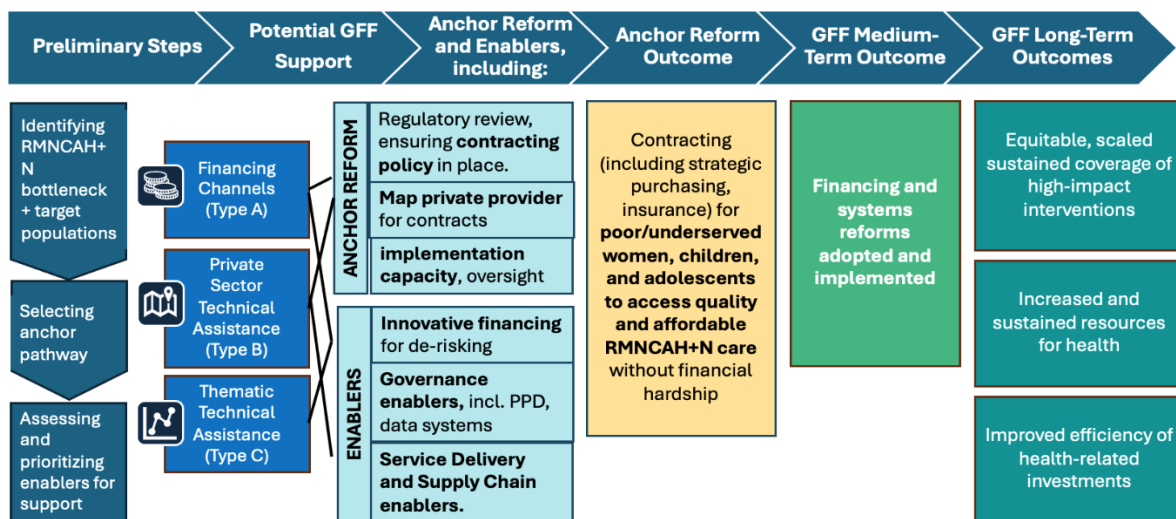 Preliminary Steps
Potential GFF
Support
Anchor Reform
and Enablers,
including:
Anchor Reform
Outcome
GFF Medium-
Term Outcome
GFF Long-Term
Outcomes
Identifying
RMNCAH+
N
bottleneck
+ target
populations
Selecting
anchor
pathway
Assessing
and
prioritizing
enablers for
support
Financing
Channels
(Type A)
Private
Sector
Technical
Assistance
(Type B)
Thematic
Technical
Assistance
(Type C)
ANCHOR REFORM
Regulatory review,
ensuring contracting
policy in place.
Map private provider
for contracts
implementation
capacity, oversight
ENABLERS
Innovative financing
for de-risking
Governance
enablers, incl. PPD,
data systems
Service Delivery
and Supply Chain
enablers.
Contracting
(including strategic
purchasing,
insurance) for
poor/underserved
women, children,
and adolescents
to access quality
and affordable
RMNCAH+N care
without financial
hardship
Financing and
systems
reforms
adopted and
implemented
Equitable, scaled
sustained coverage of
high-impact
interventions
Increased and
sustained resources
for health
Improved efficiency of
health-related
investments